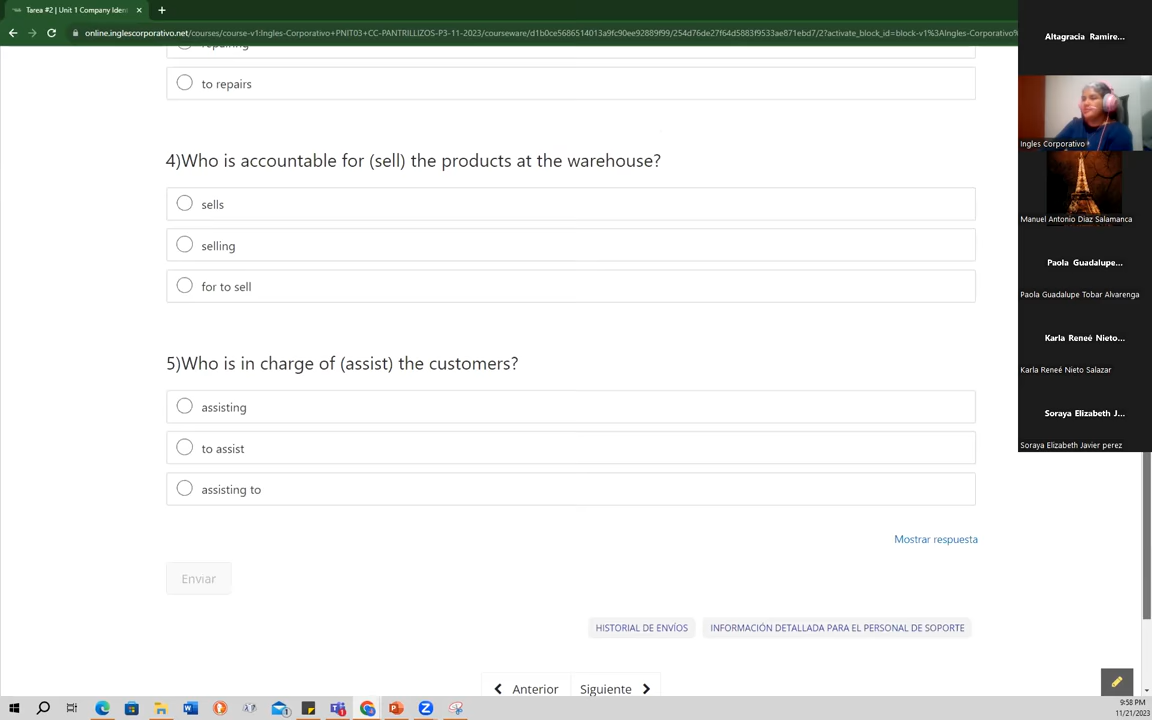 Tarea #2 | Unit 1 Company Iden
online.inglescorporativo.net/courses/course-v1:Ingles-Corporativo+PNIT03+CC-PANTRILLIZOS-P3-11-2023/courseware/d1b0ce5686514013a9fc90ee92889f99/254d76de27f64d5883f9533ae871ebd7/2?activate_block_id=block-v1%3AIngles-Corporativo%
repairing
to repairs
4)Who is accountable for (sell) the products at the warehouse?
sells
selling
for to sell
5)Who is in charge of (assist) the customers?
assisting
to assist
assisting to
Mostrar respuesta
Enviar
HISTORIAL DE ENVÍOS
INFORMACIÓN DETALLADA PARA EL PERSONAL DE SOPORTE
Anterior
Siguiente
Altagracia Ramire...
Ingles Corporativo
Manuel Antonio Diaz Salamanca
Paola Guadalupe...
Paola Guadalupe Tobar Alvarenga
Karla Reneé Nieto...
Karla Reneé Nieto Salazar
Soraya Elizabeth J...
Soraya Elizabeth Javier perez
9:58 PM
11/21/2023